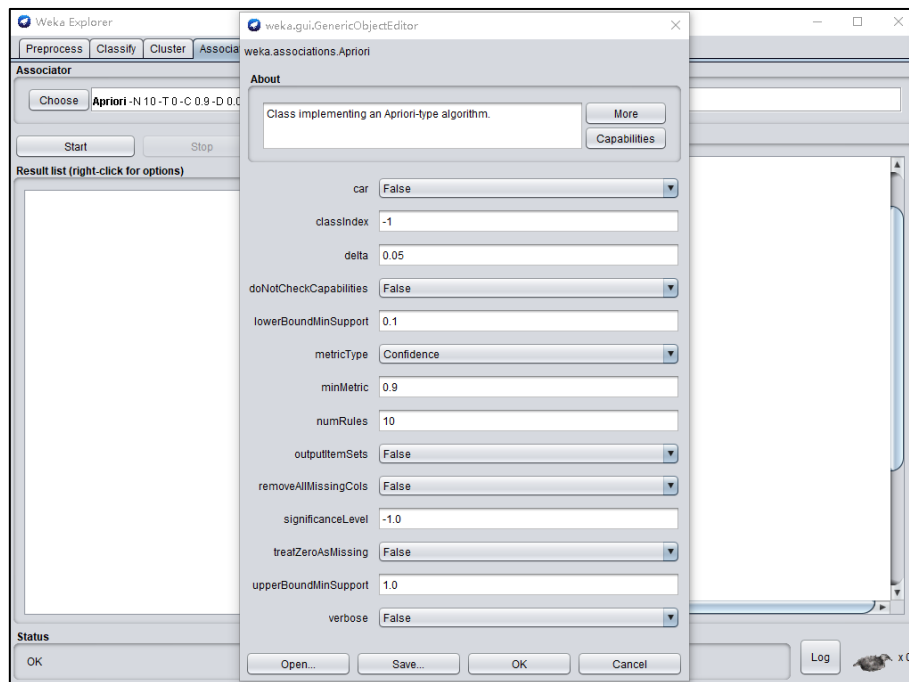 Weka Explorer
weka.gui.GenericObjectEditor
Preprocess Classify Cluster
weka.associations.Apriori
Associator
About
Choose Apriori -N 10 -T 0 -C 0.9 -D
Class implementing an Apriori-type algorithm.
More
Capabilities
Start Stop
Result list (right-click for options)
car False
classIndex -1
delta 0.05
doNotCheckCapabilities False
lowerBoundMinSupport 0.1
metricType Confidence
minMetric 0.9
numRules 10
outputItemSets False
removeAllMissingCols False
significanceLevel -1.0
treatZeroAsMissing False
upperBoundMinSupport 1.0
verbose False
Status
OK
Open... Save... OK Cancel
Log